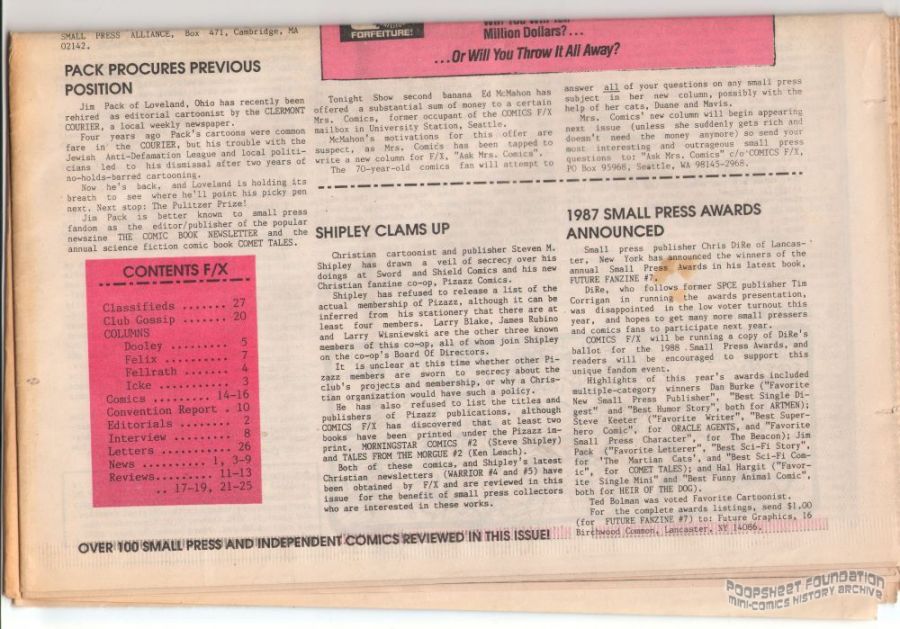 SMALL PRESS ALLIANCE, Box 471, Cambridge, MA
02142.
PACK PROCURES PREVIOUS
POSITION
Jim Pack of Loveland, Ohio has recently been
rehired as editorial cartoonist by the CLERMONT
COURIER, a local weekly newspaper.
Four years ago Pack's cartoons were common
fare in the COURIER, but his trouble with the
Jewish Anti-Defamation League and local politi-
cians led to his dismissal after two years of
no-holds-barred cartooning.
Now he's back, and Loveland is holding its
breath to see where he'll point his picky pen
next. Next stop: The Pulitzer Prize!
Jim Pack is better known to small press
fandom as the editor/publisher of the popular
newszine THE COMIC BOOK NEWSLETTER and the
annual science fiction comic book COMET TALES.
CONTENTS F/X
Classifieds ....... 27
Club Gossip ....... 20
COLUMNS
Dooley ......... 5
Felix .......... 7
Fellrath ....... 4
Icke ........... 3
Comics ......... 14-16
Convention Report . 10
Editorials ........ 2
Interview ......... 8
Letters .......... 26
News .......... 1, 3-9
Reviews......... 11-13
.. 17-19, 21-25
FORFEITURE!
Million Dollars?...
...Or Will You Throw It All Away?
Tonight Show second banana Ed McMahon has
offered a substantial sum of money to a certain
Mrs. Comics, former occupant of the COMICS F/X
mailbox in University Station, Seattle.
McMahon's motivations for this offer are
suspect, as Mrs. Comics has been tapped to
write a new column for F/X, "Ask Mrs. Comics".
The 70-year-old comics fan will attempt to
answer all of your questions on any small press
subject in her new column, possibly with the
help of her cats, Duane and Mavis.
Mrs. Comics' new column will begin appearing
next issue (unless she suddenly gets rich and
doesn't need the money anymore) so send your
most interesting and outrageous small press
questions to: "Ask Mrs. Comics" c/o COMICS F/X,
PO Box 95968, Seattle, WA 98145-2968.
SHIPLEY CLAMS UP
Christian cartoonist and publisher Steven M.
Shipley has drawn a veil of secrecy over his
doings at Sword and Shield Comics and his new
Christian fanzine co-op, Pizazz Comics.
Shipley has refused to release a list of the
actual membership of Pizazz, although it can be
inferred from his stationery that there are at
least four members. Larry Blake, James Rubino
and Larry Wisniewski are the other three known
members of this co-op, all of whom join Shipley
on the co-op's Board Of Directors.
It is unclear at this time whether other Pi-
zazz members are sworn to secrecy about the
club's projects and membership, or why a Chris-
tian organization would have such a policy.
He has also refused to list the titles and
publishers of Pizazz publications, although
COMICS F/X has discovered that at least two
books have been printed under the Pizazz im-
print, MORNINGSTAR COMICS #2 (Steve Shipley)
and TALES FROM THE MORGUE #2 (Ken Leach).
Both of these comics, and Shipley's latest
Christian newsletters (WARRIOR #4 and #5) have
been obtained by F/X and are reviewed in this
issue for the benefit of small press collectors
who are interested in these works.
1987 SMALL PRESS AWARDS
ANNOUNCED
Small press publisher Chris DiRe of Lancas-
ter, New York has announced the winners of the
annual Small Press Awards in his latest book,
FUTURE FANZINE #7.
DiRe, who follows former SPCE publisher Tim
Corrigan in running the awards presentation,
was disappointed in the low voter turnout this
year, and hopes to get many more small pressers
and comics fans to participate next year.
COMICS F/X will be running a copy of DiRe's
ballot for the 1988 Small Press Awards, and
readers will be encouraged to support this
unique fandom event.
Highlights of this year's awards included
multiple-category winners Dan Burke ("Favorite
New Small Press Publisher", "Best Single Di-
gest" and "Best Humor Story", both for ARTMEN);
Steve Keeter ("Favorite Writer", "Best Super-
hero Comic", for ORACLE AGENTS, and "Favorite
Small Press Character", for The Beacon); Jim
Pack ("Favorite Letterer", "Best Sci-Fi Story",
for 'The Martian Cats', and "Best Sci-Fi Com-
ic", for COMET TALES); and Hal Hargit ("Favor-
ite Single Mini" and "Best Funny Animal Comic",
both for HEIR OF THE DOG).
Ted Bolman was voted Favorite Cartoonist.
For the complete awards listings, send $1.00
(for FUTURE FANZINE #7) to: Future Graphics, 16
Birchwood Common, Lancaster, NY 14086.
OVER 100 SMALL PRESS AND INDEPENDENT COMICS REVIEWED IN THIS ISSUE!
POOPSHEET FOUNDATION
MINI-COMICS HISTORY ARCHIVE